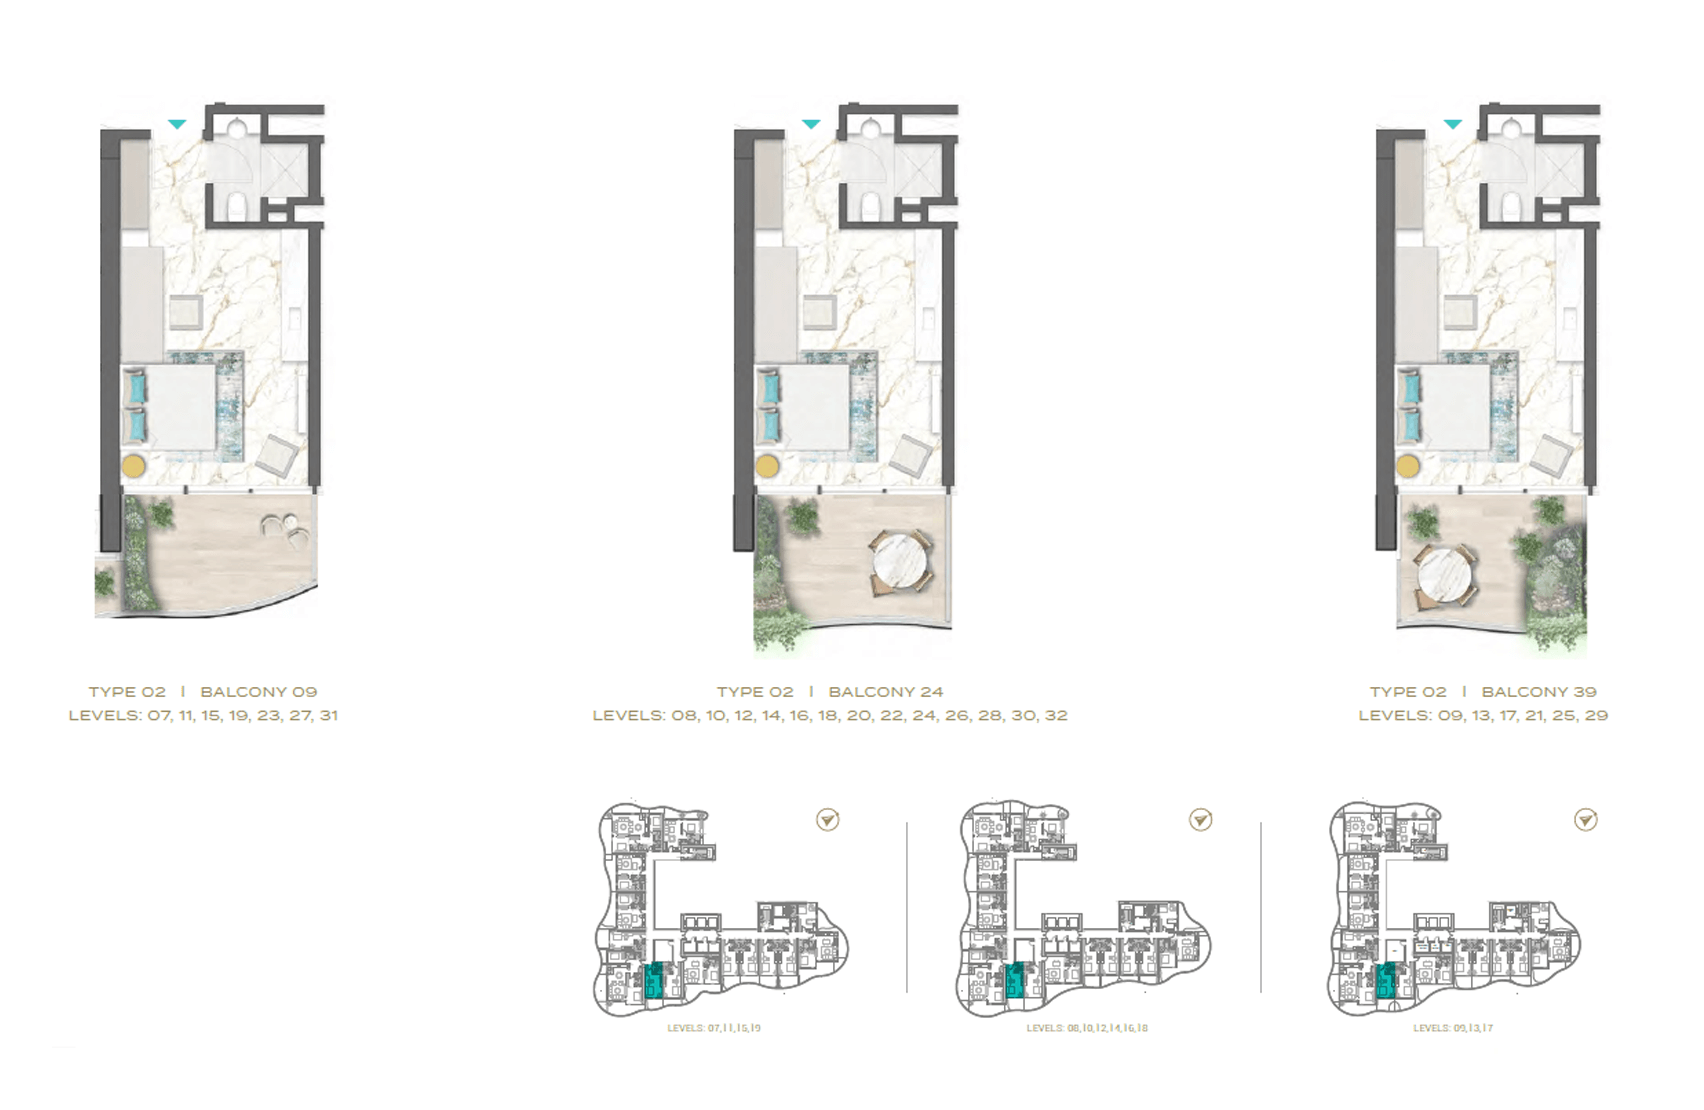 TYPE 02 | BALCONY 09
LEVELS: 07, 11, 15, 19, 23, 27, 31
TYPE 02 | BALCONY 24
LEVELS: 08, 10, 12, 14, 16, 18, 20, 22, 24, 26, 28, 30, 32
TYPE 02 | BALCONY 39
LEVELS: 09, 13, 17, 21, 25, 29
LEVELS: 07,11,15,19
LEVELS: 08,10,12,14,16,18
LEVELS: 09,13,17